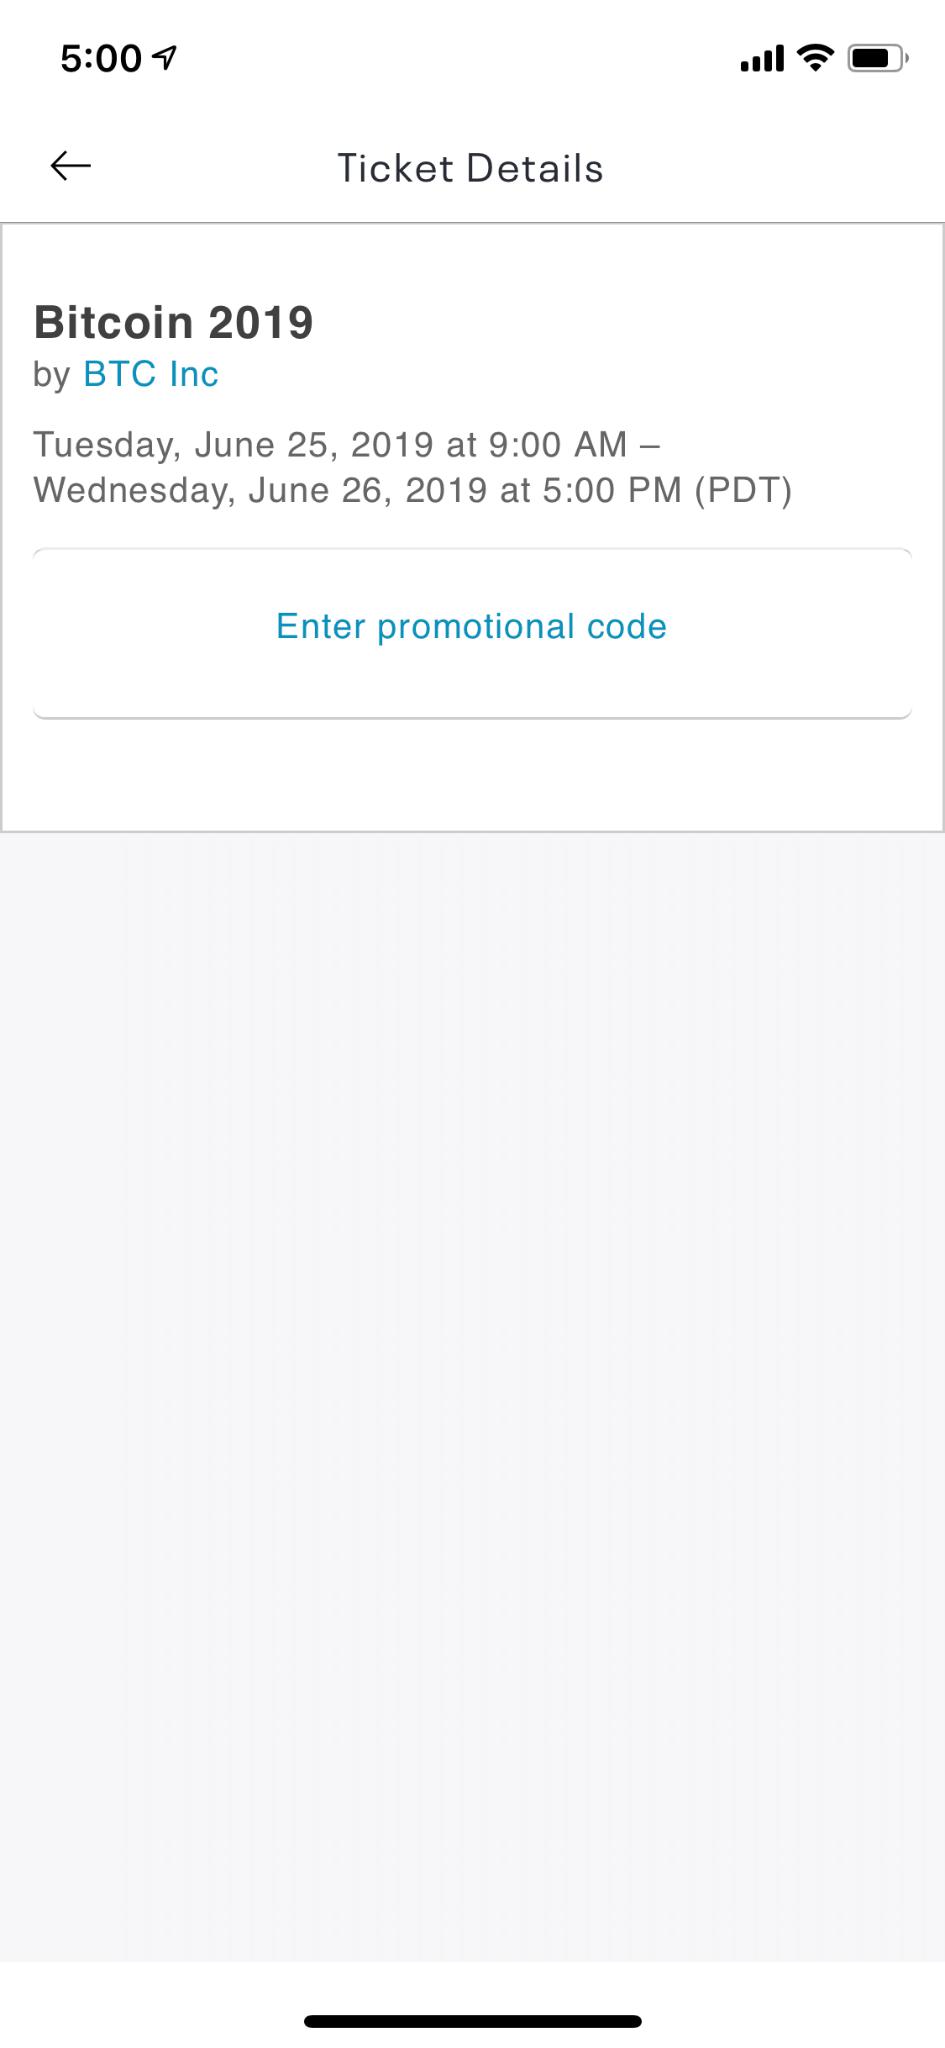 5:00
Ticket Details
Bitcoin 2019
by BTC Inc
Tuesday, June 25, 2019 at 9:00 AM –
Wednesday, June 26, 2019 at 5:00 PM (PDT)
Enter promotional code